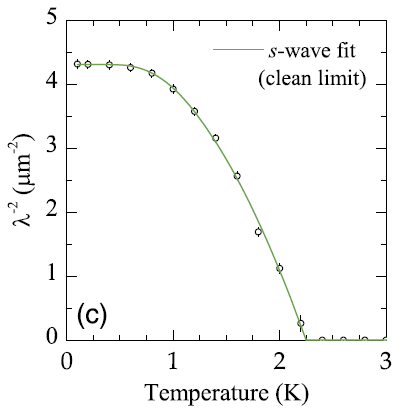 5
s-wave fit
(clean limit)
4
3
λ⁻² (μm⁻²)
2
1
(c)
0
0 1 2 3
Temperature (K)